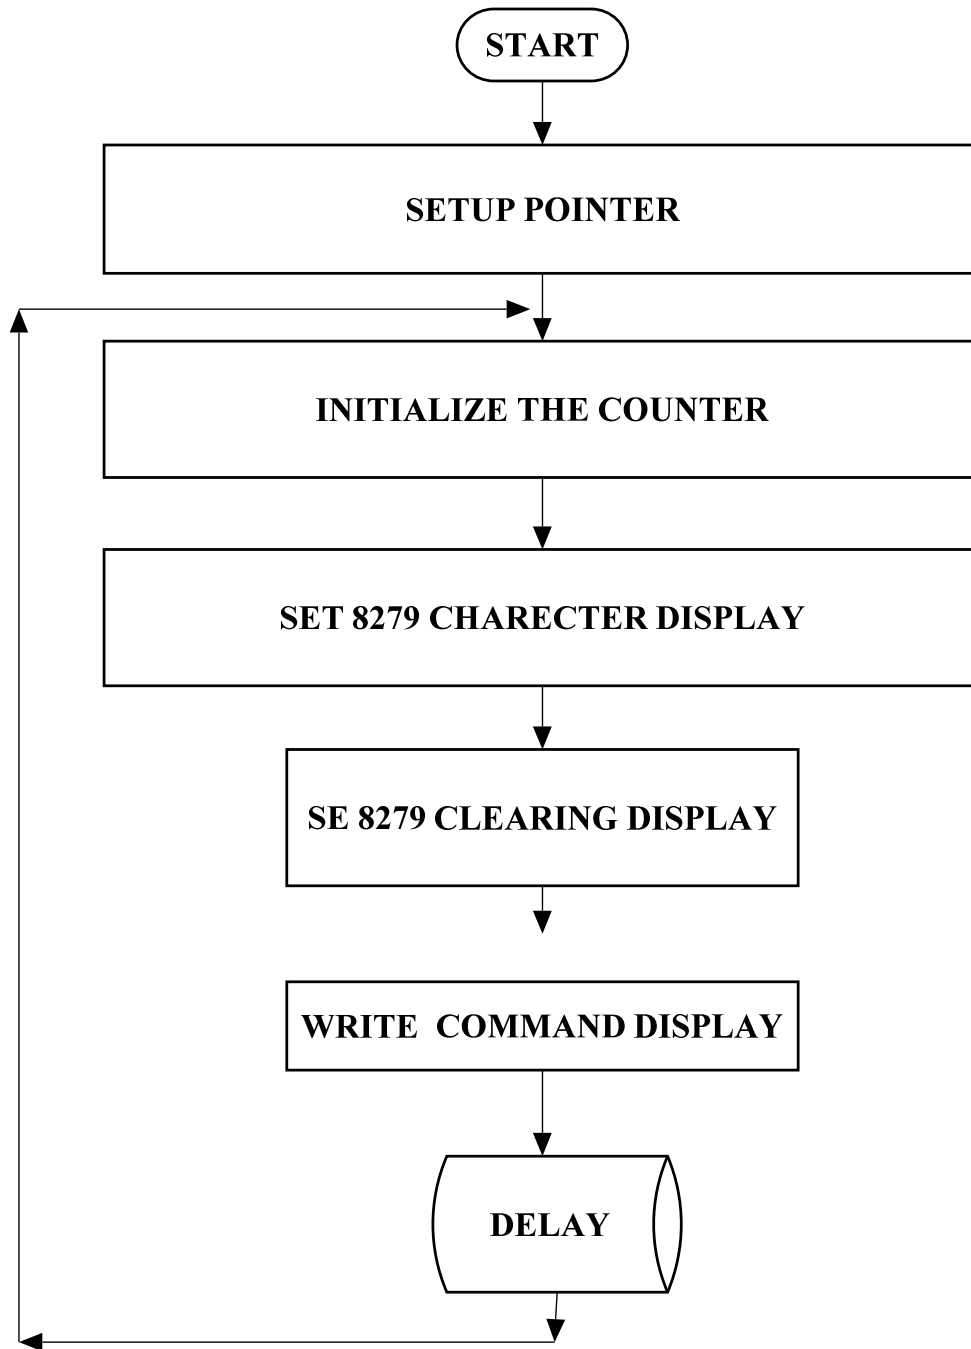 START
SETUP POINTER
INITIALIZE THE COUNTER
SET 8279 CHARECTER DISPLAY
SE 8279 CLEARING DISPLAY
WRITE  COMMAND DISPLAY
DELAY